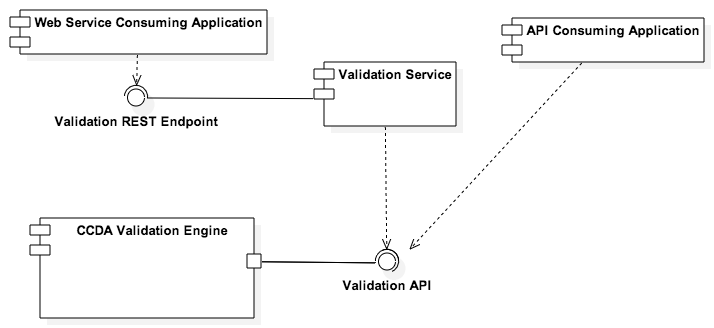 Web Service Consuming Application
API Consuming Application
Validation Service
Validation REST Endpoint
CCDA Validation Engine
Validation API